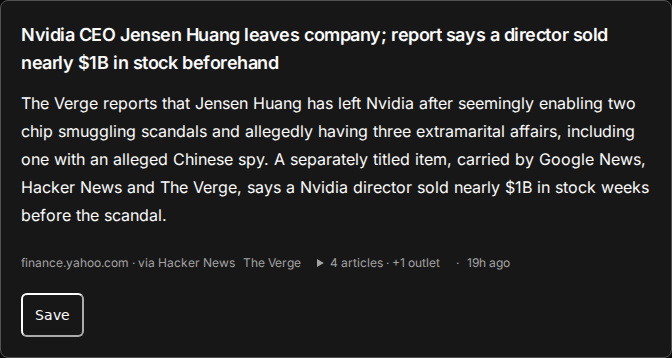 Nvidia CEO Jensen Huang leaves company; report says a director sold
nearly $1B in stock beforehand
The Verge reports that Jensen Huang has left Nvidia after seemingly enabling two
chip smuggling scandals and allegedly having three extramarital affairs, including
one with an alleged Chinese spy. A separately titled item, carried by Google News,
Hacker News and The Verge, says a Nvidia director sold nearly $1B in stock weeks
before the scandal.
finance.yahoo.com · via Hacker News The Verge ▶ 4 articles · +1 outlet · 19h ago
Save